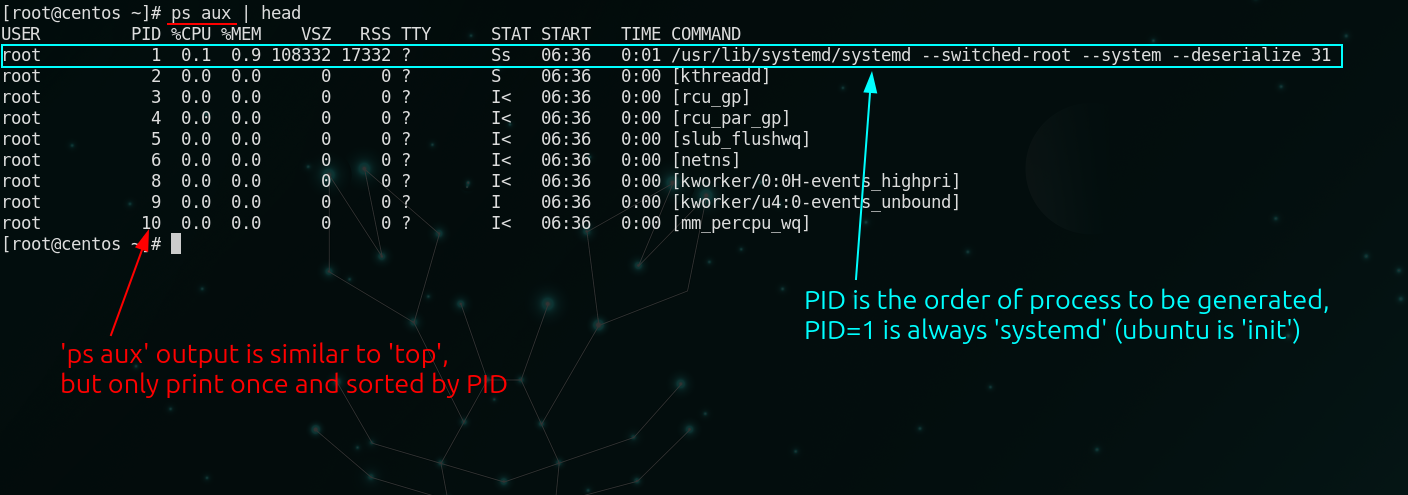 [root@centos ~]# ps aux | head
USER         PID %CPU %MEM    VSZ   RSS TTY      STAT START   TIME COMMAND
root           1  0.1  0.9 108332 17332 ?        Ss   06:36   0:01 /usr/lib/systemd/systemd --switched-root --system --deserialize 31
root           2  0.0  0.0      0     0 ?        S    06:36   0:00 [kthreadd]
root           3  0.0  0.0      0     0 ?        I<   06:36   0:00 [rcu_gp]
root           4  0.0  0.0      0     0 ?        I<   06:36   0:00 [rcu_par_gp]
root           5  0.0  0.0      0     0 ?        I<   06:36   0:00 [slub_flushwq]
root           6  0.0  0.0      0     0 ?        I<   06:36   0:00 [netns]
root           8  0.0  0.0      0     0 ?        I<   06:36   0:00 [kworker/0:0H-events_highpri]
root           9  0.0  0.0      0     0 ?        I    06:36   0:00 [kworker/u4:0-events_unbound]
root          10  0.0  0.0      0     0 ?        I<   06:36   0:00 [mm_percpu_wq]
[root@centos ~]#
PID is the order of process to be generated,
PID=1 is always 'systemd' (ubuntu is 'init')
'ps aux' output is similar to 'top',
but only print once and sorted by PID